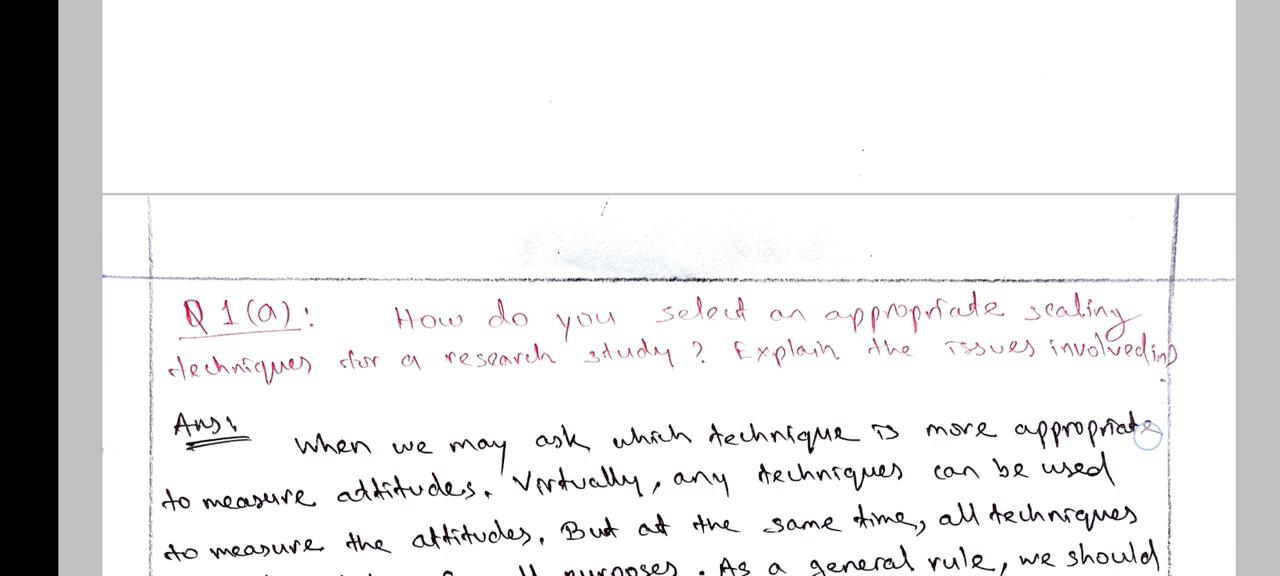 Q 1(a): How do you select an appropriate scaling
techniques for a research study? Explain the issues involved in
Ans:
When we may ask which technique is more appropriate
to measure attitudes. Virtually, any techniques can be used
to measure the attitudes. But at the same time, all techniques
purposes. As a general rule, we should